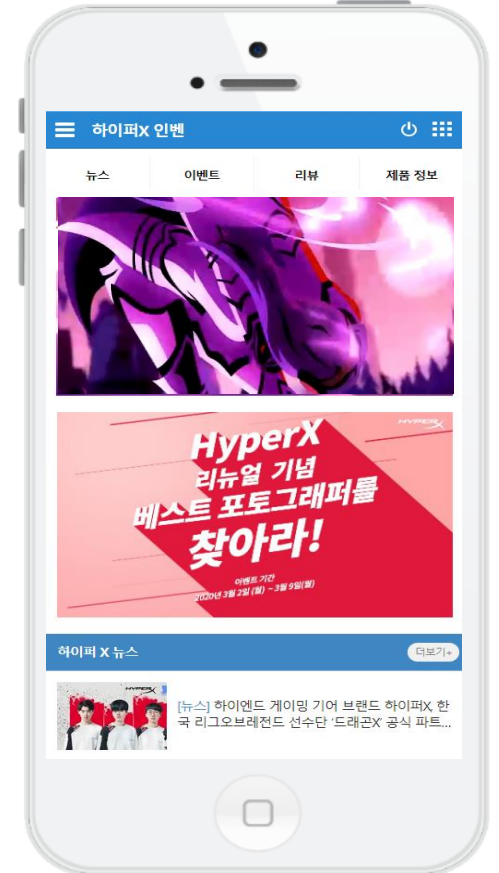 하이퍼X 인벤
뉴스 이벤트 리뷰 제품 정보
HYPERX
HyperX
리뉴얼 기념
베스트 포토그래퍼를
찾아라!
이벤트 기간
2020년 3월 2일 (월) ~ 3월 9일(월)
하이퍼 X 뉴스 더보기+
HYPERX
[뉴스] 하이엔드 게이밍 기어 브랜드 하이퍼X, 한
국 리그오브레전드 선수단 '드래곤X' 공식 파트...